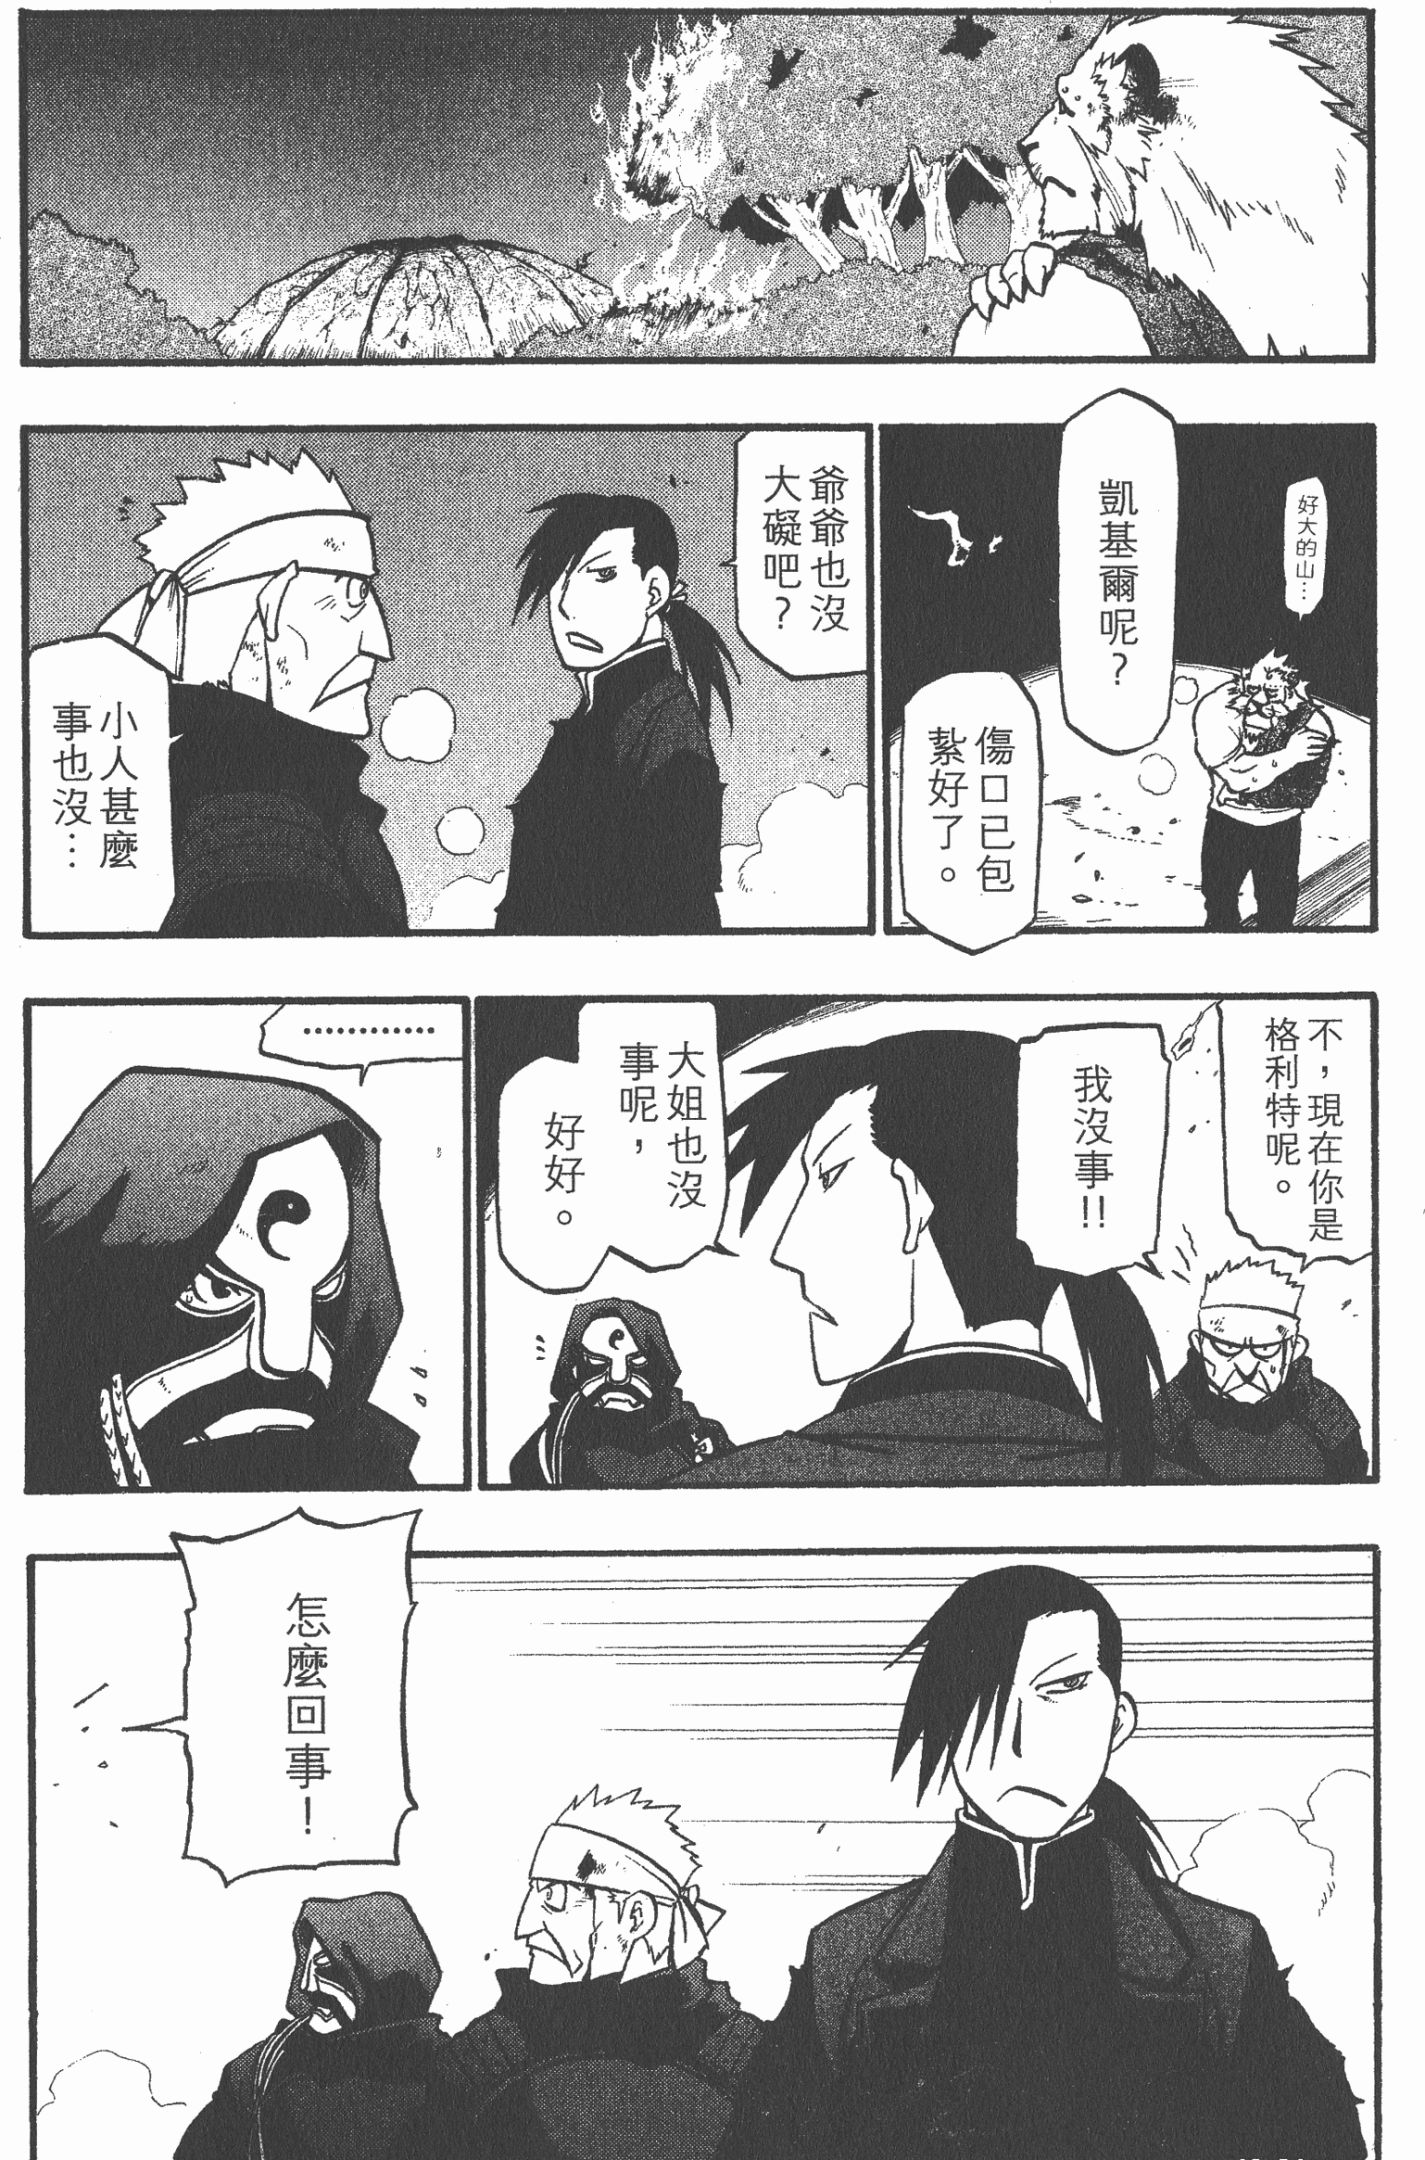 好大的山…
凱基爾呢?
傷口已包
紮好了。
爺爺也沒
大礙吧?
小人甚麼
事也沒…
不,現在你是
格利特呢。
我沒事!!
大姐也沒
事呢,
好好。
…………
怎麼回事!